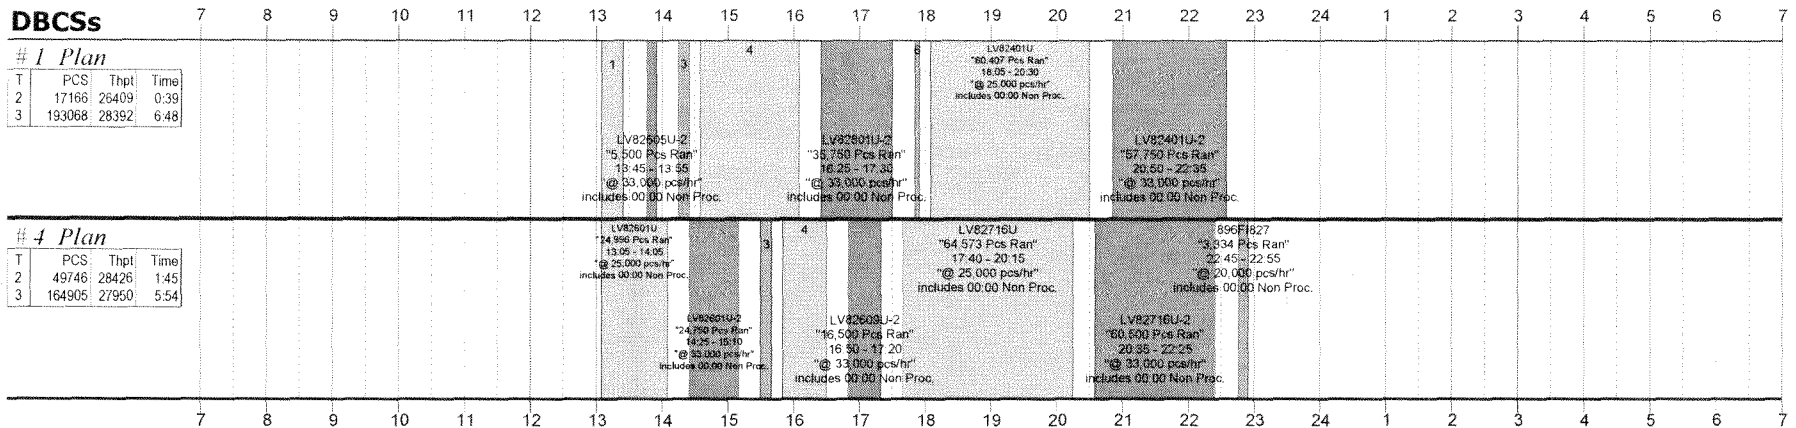 DBCSs
7 8 9 10 11 12 13 14 15 16 17 18 19 20 21 22 23 24 1 2 3 4 5 6 7
# 1 Plan
T PCS Thpt Time
2 17166 26409 0:39
3 193068 28392 6:48
1
3
4
6
LV82401U
"60,407 Pcs Ran"
18:05 - 20:30
"@ 25,000 pcs/hr"
includes 00:00 Non Proc.
LV82605U-2
"5,500 Pcs Ran"
13:45 - 13:55
"@ 33,000 pcs/hr"
includes 00:00 Non Proc.
LV82801U-2
"35,750 Pcs Ran"
16:25 - 17:30
"@ 33,000 pcs/hr"
includes 00:00 Non Proc.
LV82401U-2
"57,750 Pcs Ran"
20:50 - 22:35
"@ 33,000 pcs/hr"
includes 00:00 Non Proc.
# 4 Plan
T PCS Thpt Time
2 49746 28426 1:45
3 164905 27950 5:54
LV82601U
"24,996 Pcs Ran"
13:05 - 14:05
"@ 25,000 pcs/hr"
includes 00:00 Non Proc.
3
4
LV82716U
"64,573 Pcs Ran"
17:40 - 20:15
"@ 25,000 pcs/hr"
includes 00:00 Non Proc.
896FI827
"3,334 Pcs Ran"
22:45 - 22:55
"@ 20,000 pcs/hr"
includes 00:00 Non Proc.
LV82601U-2
"24,750 Pcs Ran"
14:25 - 15:10
"@ 33,000 pcs/hr"
includes 00:00 Non Proc.
LV82609U-2
"16,500 Pcs Ran"
16:50 - 17:20
"@ 33,000 pcs/hr"
includes 00:00 Non Proc.
LV82716U-2
"60,500 Pcs Ran"
20:35 - 22:25
"@ 33,000 pcs/hr"
includes 00:00 Non Proc.
7 8 9 10 11 12 13 14 15 16 17 18 19 20 21 22 23 24 1 2 3 4 5 6 7